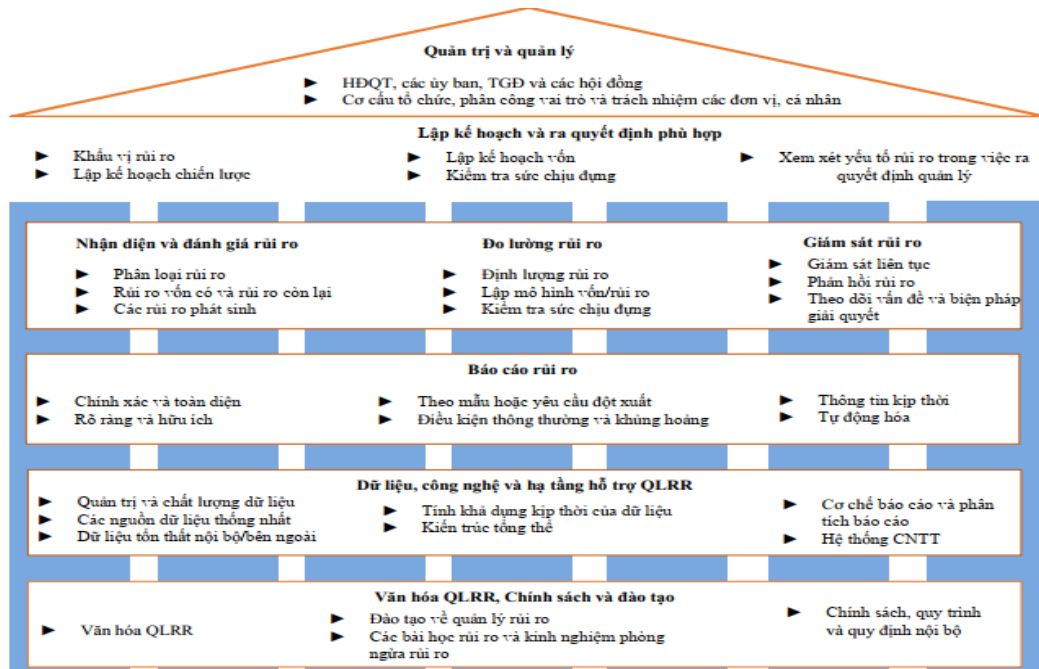 Quản trị và quản lý
► HĐQT, các ủy ban, TGĐ và các hội đồng
► Cơ cấu tổ chức, phân công vai trò và trách nhiệm các đơn vị, cá nhân
Lập kế hoạch và ra quyết định phù hợp
► Khẩu vị rủi ro
► Lập kế hoạch chiến lược
► Lập kế hoạch vốn
► Kiểm tra sức chịu đựng
► Xem xét yếu tố rủi ro trong việc ra
quyết định quản lý
Nhận diện và đánh giá rủi ro
► Phân loại rủi ro
► Rủi ro vốn có và rủi ro còn lại
► Các rủi ro phát sinh
Đo lường rủi ro
► Định lượng rủi ro
► Lập mô hình vốn/rủi ro
► Kiểm tra sức chịu đựng
Giám sát rủi ro
► Giám sát liên tục
► Phản hồi rủi ro
► Theo dõi vấn đề và biện pháp
giải quyết
Báo cáo rủi ro
► Chính xác và toàn diện
► Rõ ràng và hữu ích
► Theo mẫu hoặc yêu cầu đột xuất
► Điều kiện thông thường và khủng hoảng
► Thông tin kịp thời
► Tự động hóa
Dữ liệu, công nghệ và hạ tầng hỗ trợ QLRR
► Quản trị và chất lượng dữ liệu
► Các nguồn dữ liệu thống nhất
► Dữ liệu tổn thất nội bộ/bên ngoài
► Tính khả dụng kịp thời của dữ liệu
► Kiến trúc tổng thể
► Cơ chế báo cáo và phân
tích báo cáo
► Hệ thống CNTT
Văn hóa QLRR, Chính sách và đào tạo
► Văn hóa QLRR
► Đào tạo về quản lý rủi ro
► Các bài học rủi ro và kinh nghiệm phòng
ngừa rủi ro
► Chính sách, quy trình
và quy định nội bộ